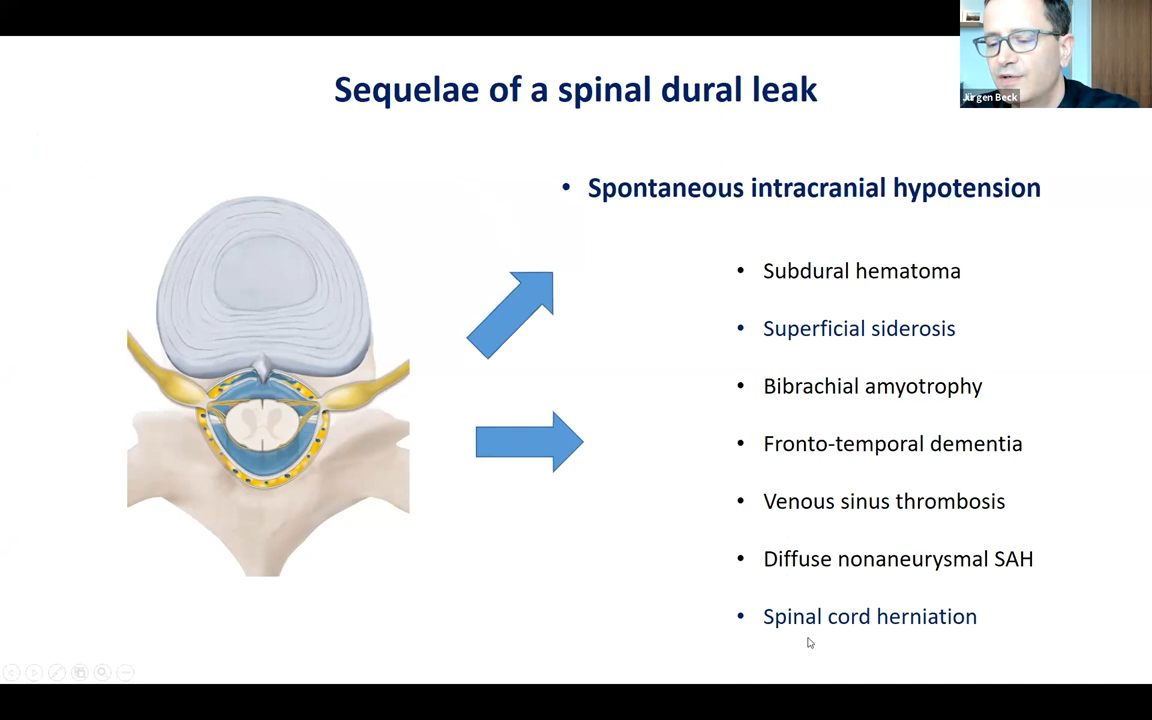 Sequelae of a spinal dural leak
Jürgen Beck
• Spontaneous intracranial hypotension
• Subdural hematoma
• Superficial siderosis
• Bibrachial amyotrophy
• Fronto-temporal dementia
• Venous sinus thrombosis
• Diffuse nonaneurysmal SAH
• Spinal cord herniation